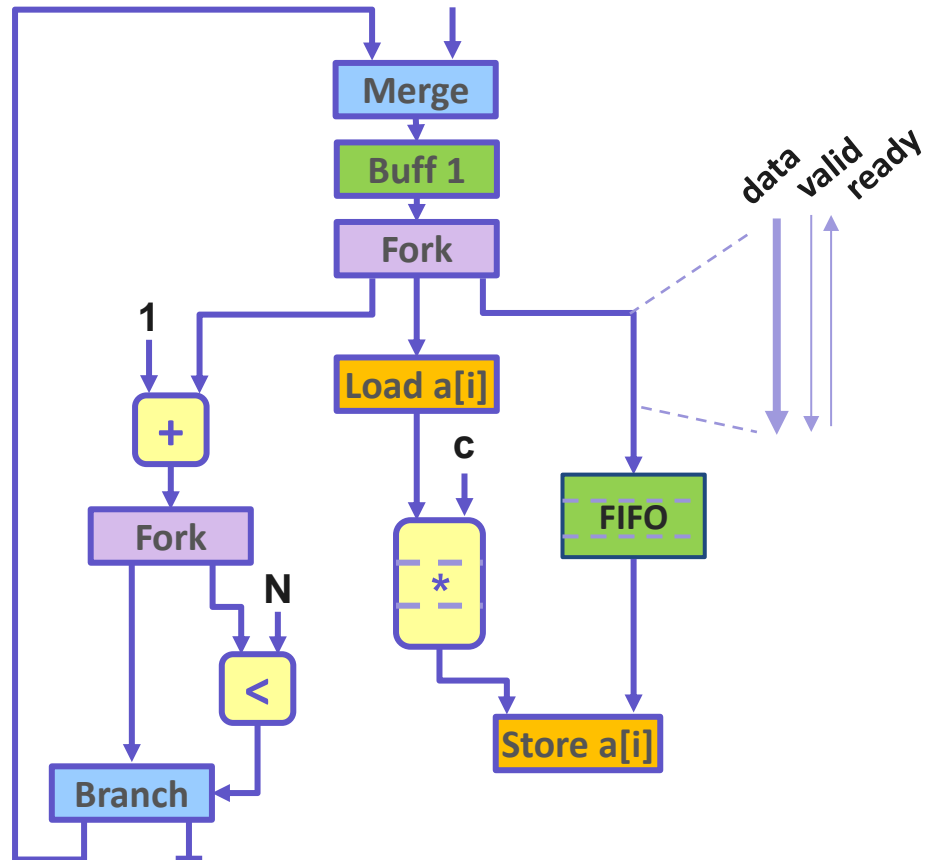 Merge
Buff 1
data
valid
ready
Fork
1
Load a[i]
+
c
FIFO
*
Fork
N
<
Store a[i]
Branch